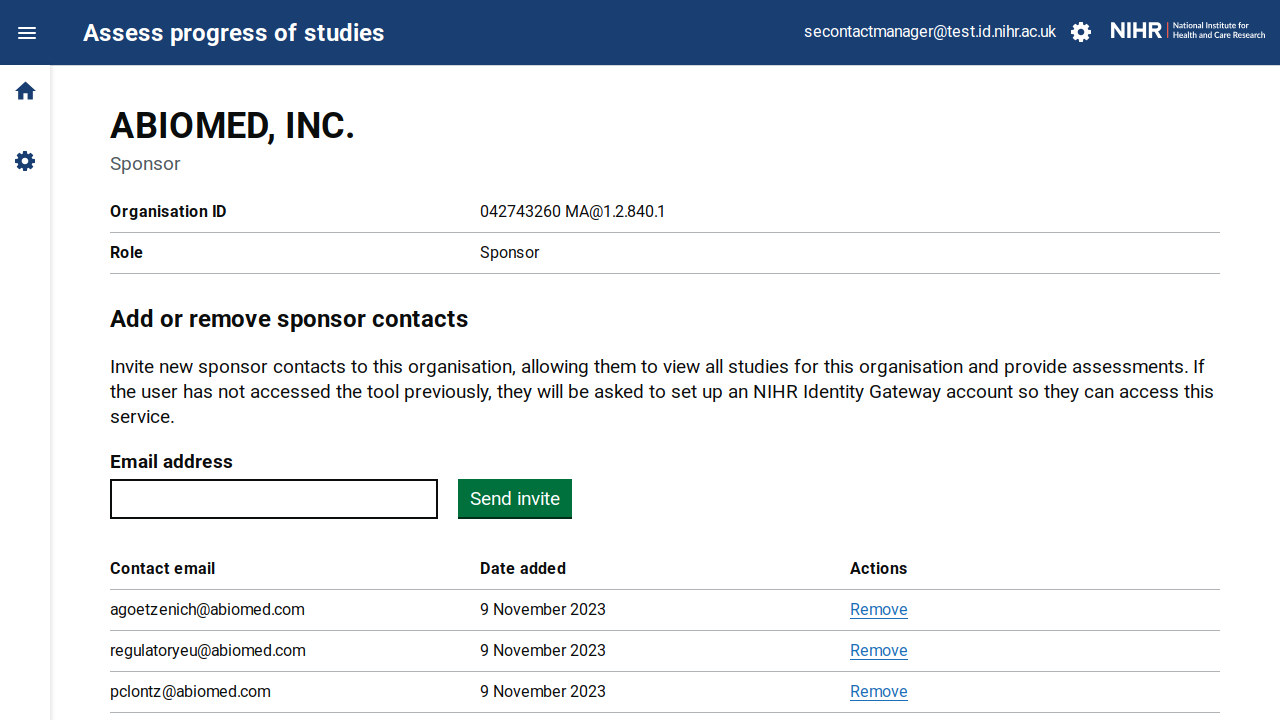 Assess progress of studies
secontactmanager@test.id.nihr.ac.uk
NIHR | National Institute for
Health and Care Research
ABIOMED, INC.
Sponsor
Organisation ID 042743260 MA@1.2.840.1
Role Sponsor
Add or remove sponsor contacts
Invite new sponsor contacts to this organisation, allowing them to view all studies for this organisation and provide assessments. If
the user has not accessed the tool previously, they will be asked to set up an NIHR Identity Gateway account so they can access this
service.
Email address
Send invite
Contact email Date added Actions
agoetzenich@abiomed.com 9 November 2023 Remove
regulatoryeu@abiomed.com 9 November 2023 Remove
pclontz@abiomed.com 9 November 2023 Remove